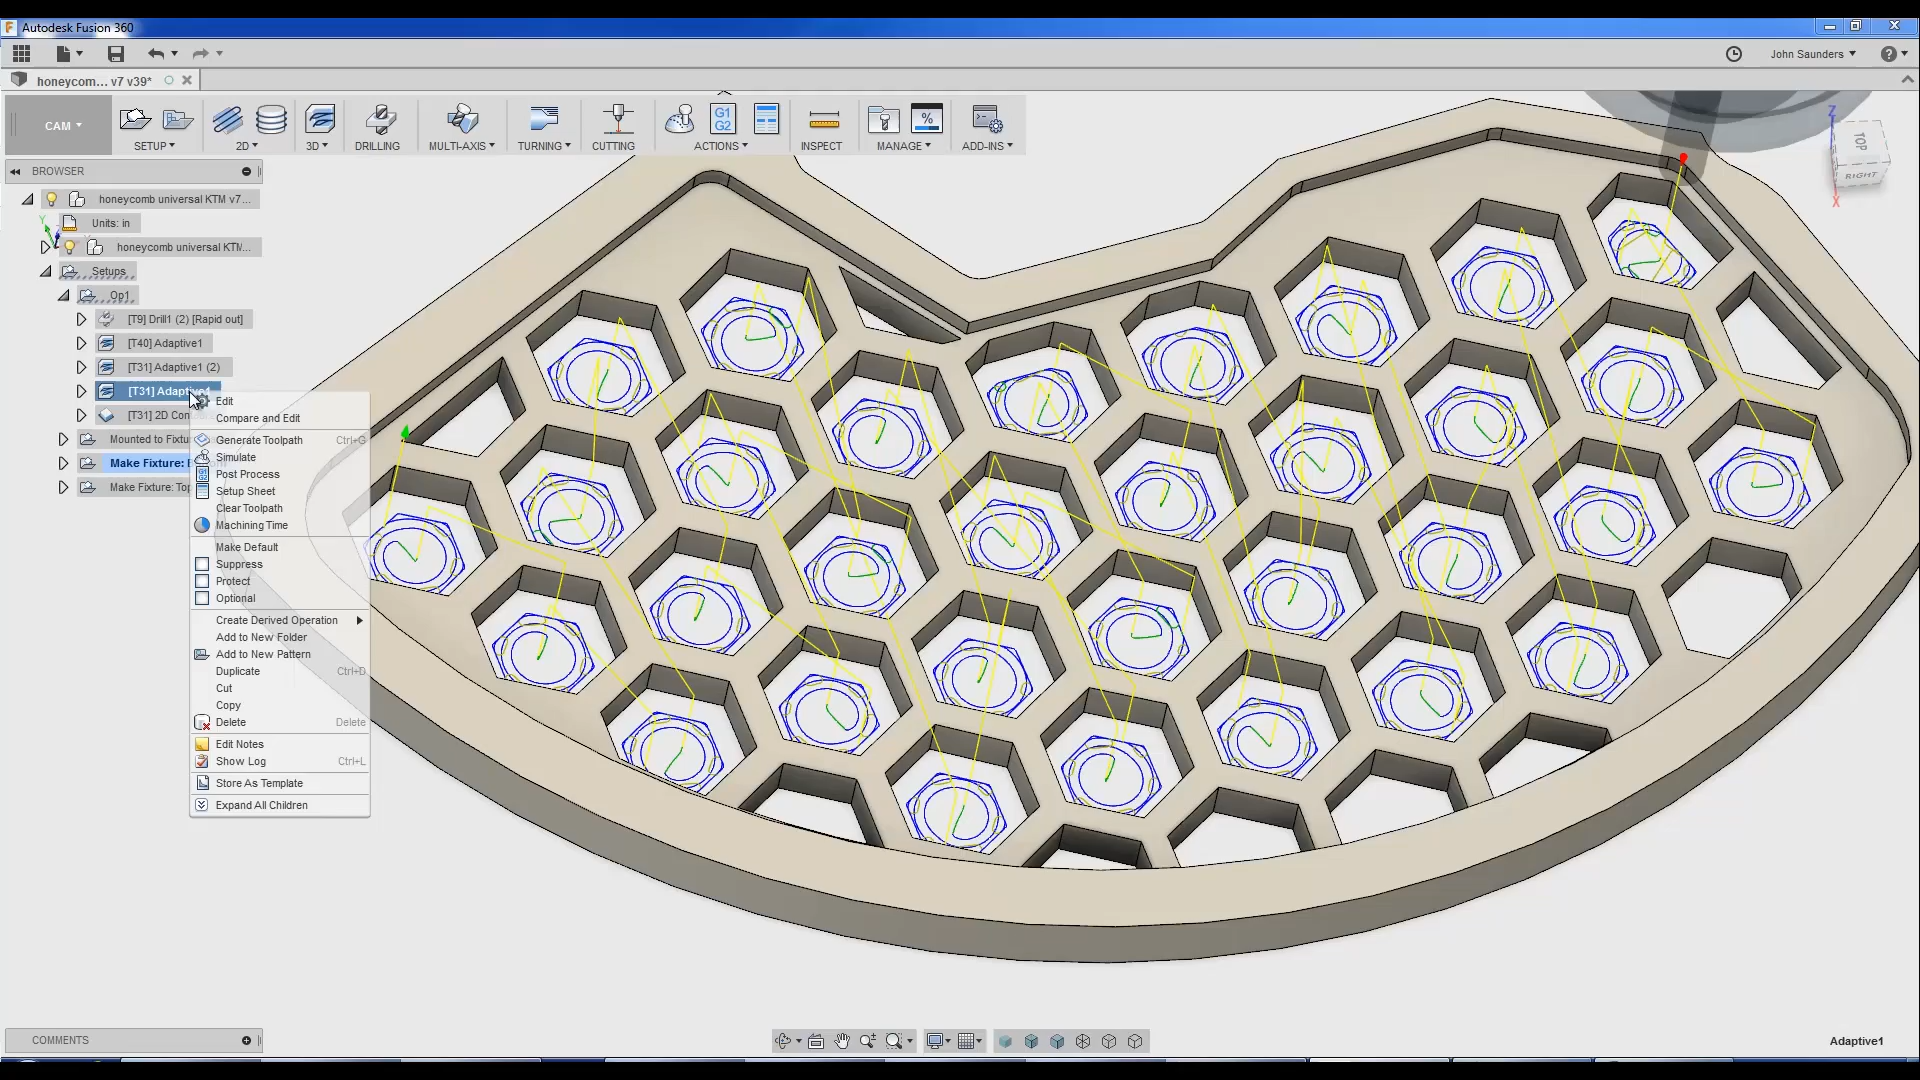 Autodesk Fusion 360
John Saunders
honeycom... v7 v39*
CAM
SETUP
2D
3D
DRILLING
MULTI-AXIS
TURNING
CUTTING
G1
G2
ACTIONS
INSPECT
%
MANAGE
ADD-INS
BROWSER
honeycomb universal KTM v7...
Units: in
honeycomb universal KTM...
Setups
Op1
[T9] Drill1 (2) [Rapid out]
[T40] Adaptive1
[T31] Adaptive1 (2)
[T31] Adaptive1
[T31] 2D Con
Mounted to Fixtu
Make Fixture:
Make Fixture: Top
Edit
Compare and Edit
Generate Toolpath Ctrl+G
Simulate
Post Process
Setup Sheet
Clear Toolpath
Machining Time
Make Default
Suppress
Protect
Optional
Create Derived Operation
Add to New Folder
Add to New Pattern
Duplicate Ctrl+D
Cut
Copy
Delete Delete
Edit Notes
Show Log Ctrl+L
Store As Template
Expand All Children
Z
TOP
RIGHT
X
Y
COMMENTS
Adaptive1